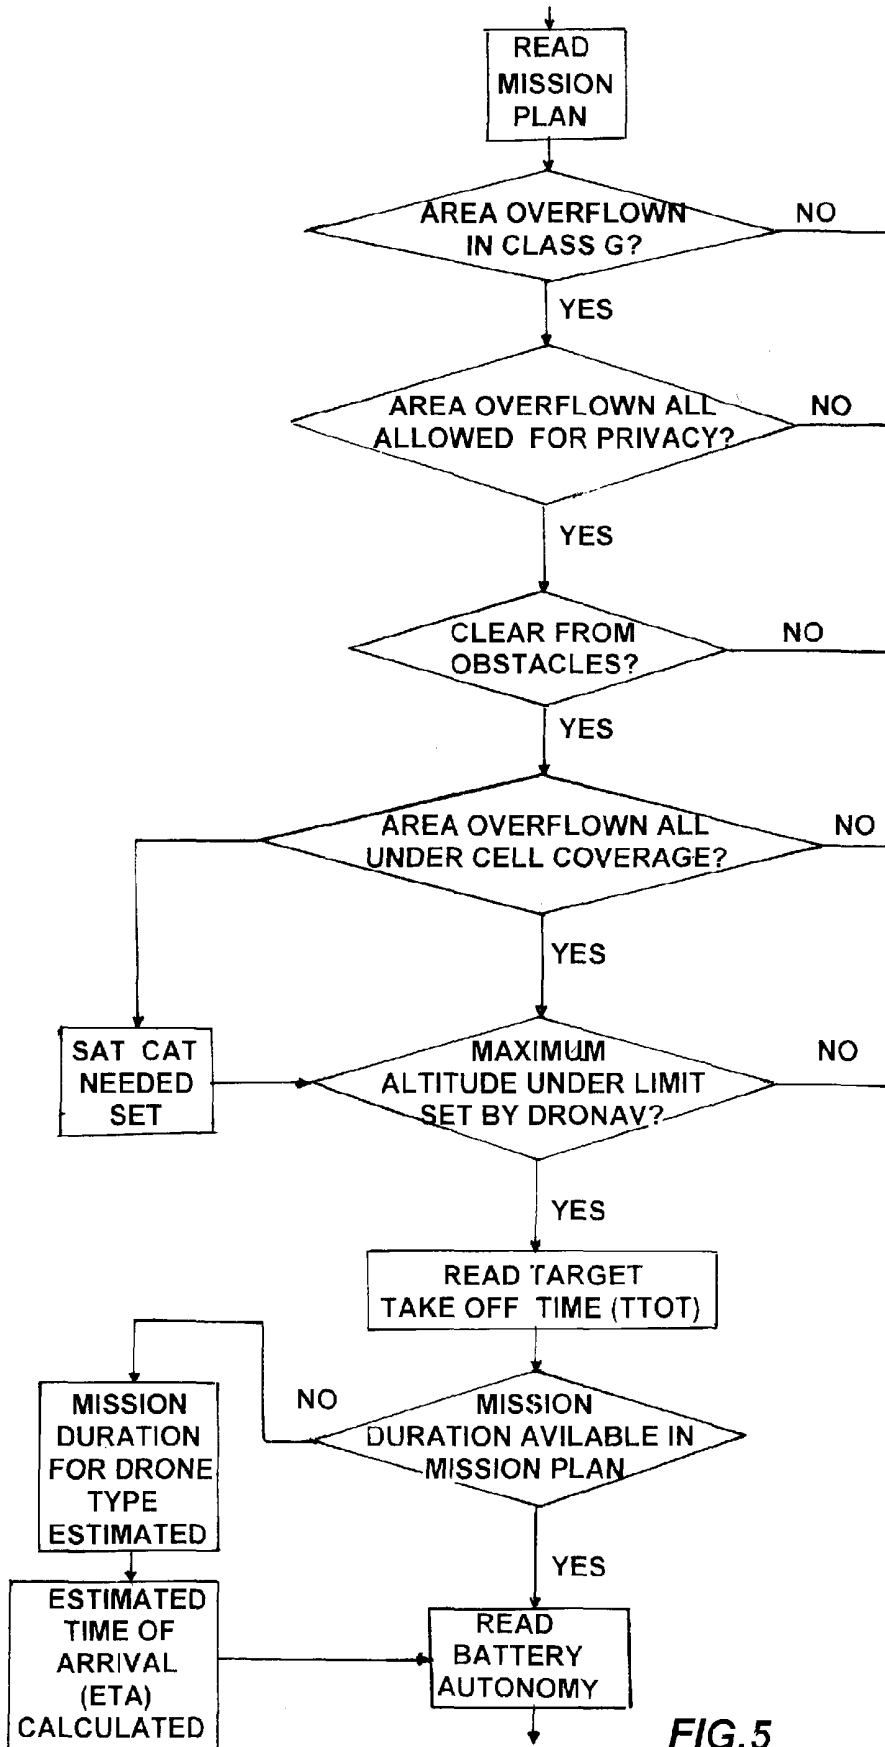 READ
MISSION
PLAN
AREA OVERFLOWN
IN CLASS G?
NO
YES
AREA OVERFLOWN ALL
ALLOWED FOR PRIVACY?
NO
YES
CLEAR FROM
OBSTACLES?
NO
YES
AREA OVERFLOWN ALL
UNDER CELL COVERAGE?
NO
YES
SAT CAT
NEEDED
SET
MAXIMUM
ALTITUDE UNDER LIMIT
SET BY DRONAV?
NO
YES
READ TARGET
TAKE OFF TIME (TTOT)
MISSION
DURATION AVILABLE IN
MISSION PLAN
NO
MISSION
DURATION
FOR DRONE
TYPE
ESTIMATED
YES
ESTIMATED
TIME OF
ARRIVAL
(ETA)
CALCULATED
READ
BATTERY
AUTONOMY
FIG.5